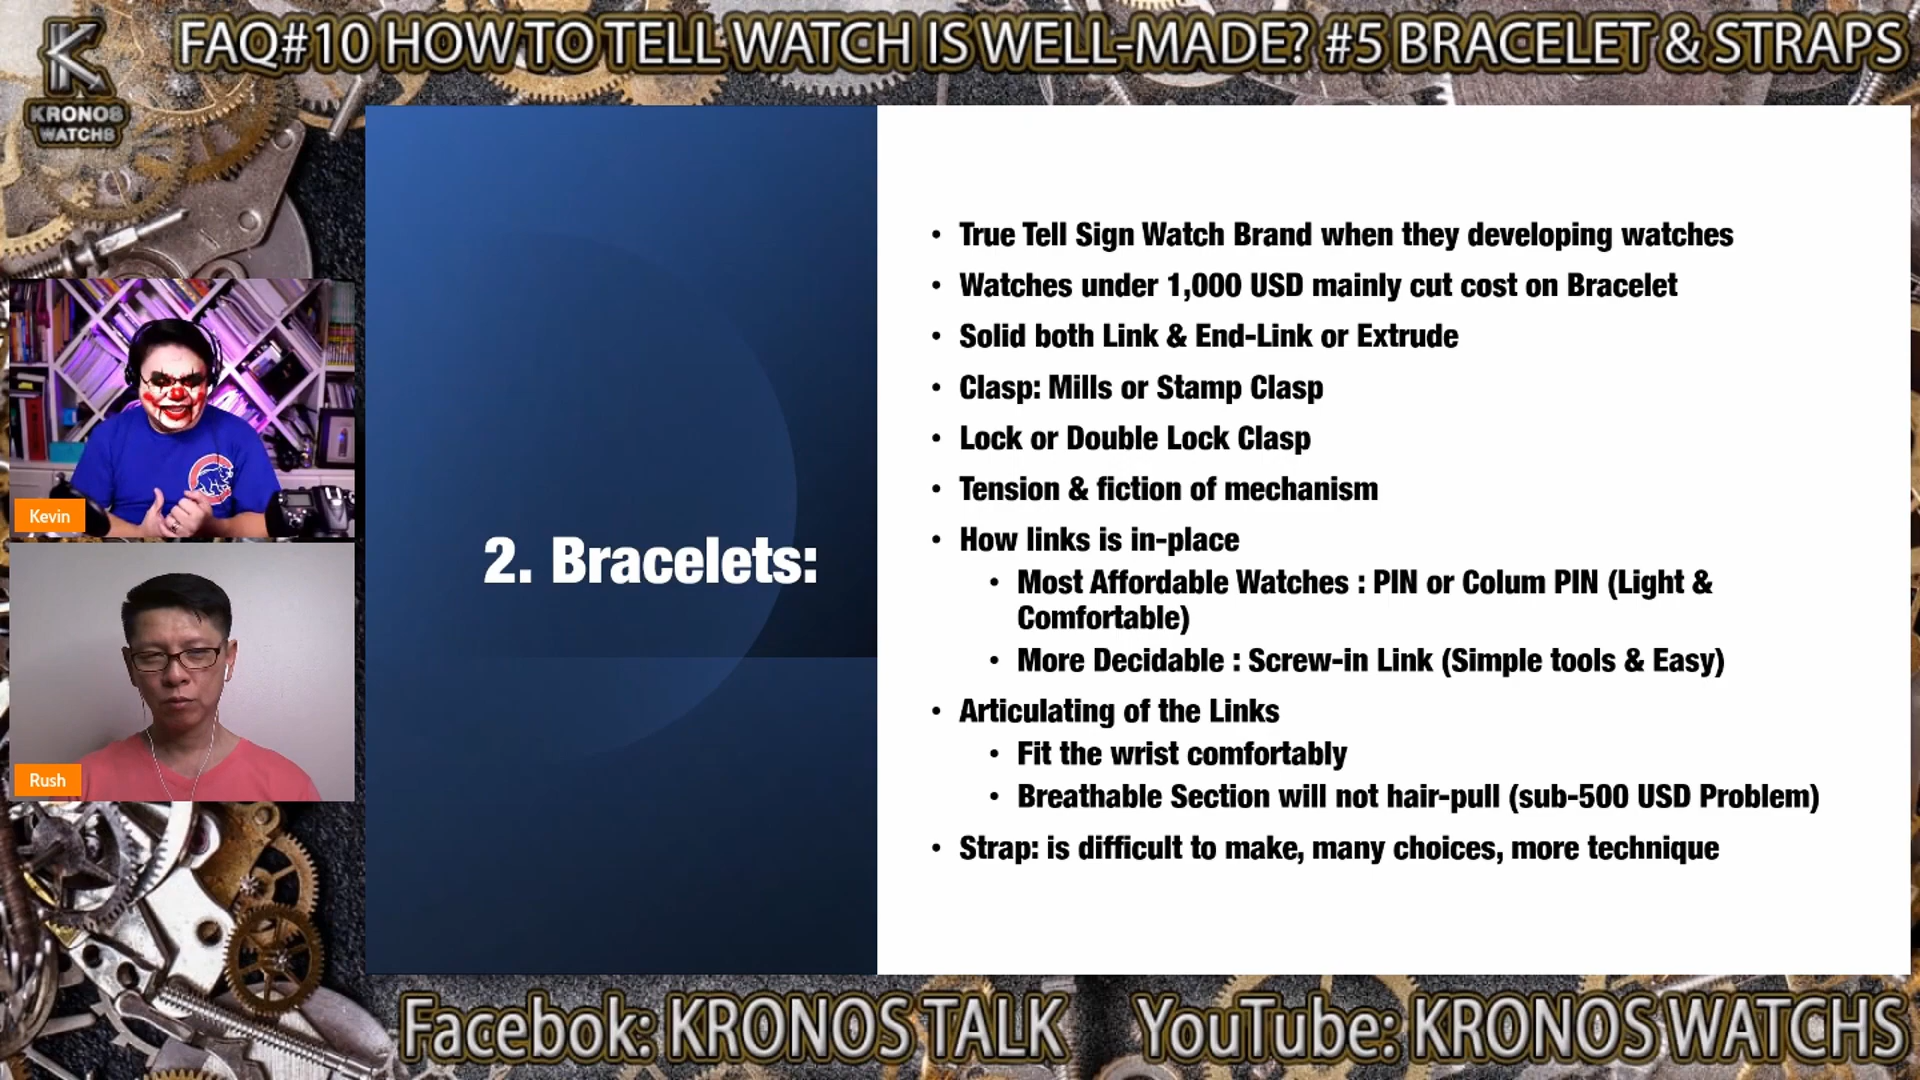 FAQ#10 HOW TO TELL WATCH IS WELL-MADE? #5 BRACELET & STRAPS
K
KRONOS
WATCHS
Kevin
Rush
2. Bracelets:
• True Tell Sign Watch Brand when they developing watches
• Watches under 1,000 USD mainly cut cost on Bracelet
• Solid both Link & End-Link or Extrude
• Clasp: Mills or Stamp Clasp
• Lock or Double Lock Clasp
• Tension & fiction of mechanism
• How links is in-place
• Most Affordable Watches : PIN or Colum PIN (Light &
Comfortable)
• More Decidable : Screw-in Link (Simple tools & Easy)
• Articulating of the Links
• Fit the wrist comfortably
• Breathable Section will not hair-pull (sub-500 USD Problem)
• Strap: is difficult to make, many choices, more technique
Facebok: KRONOS TALK
YouTube: KRONOS WATCHS